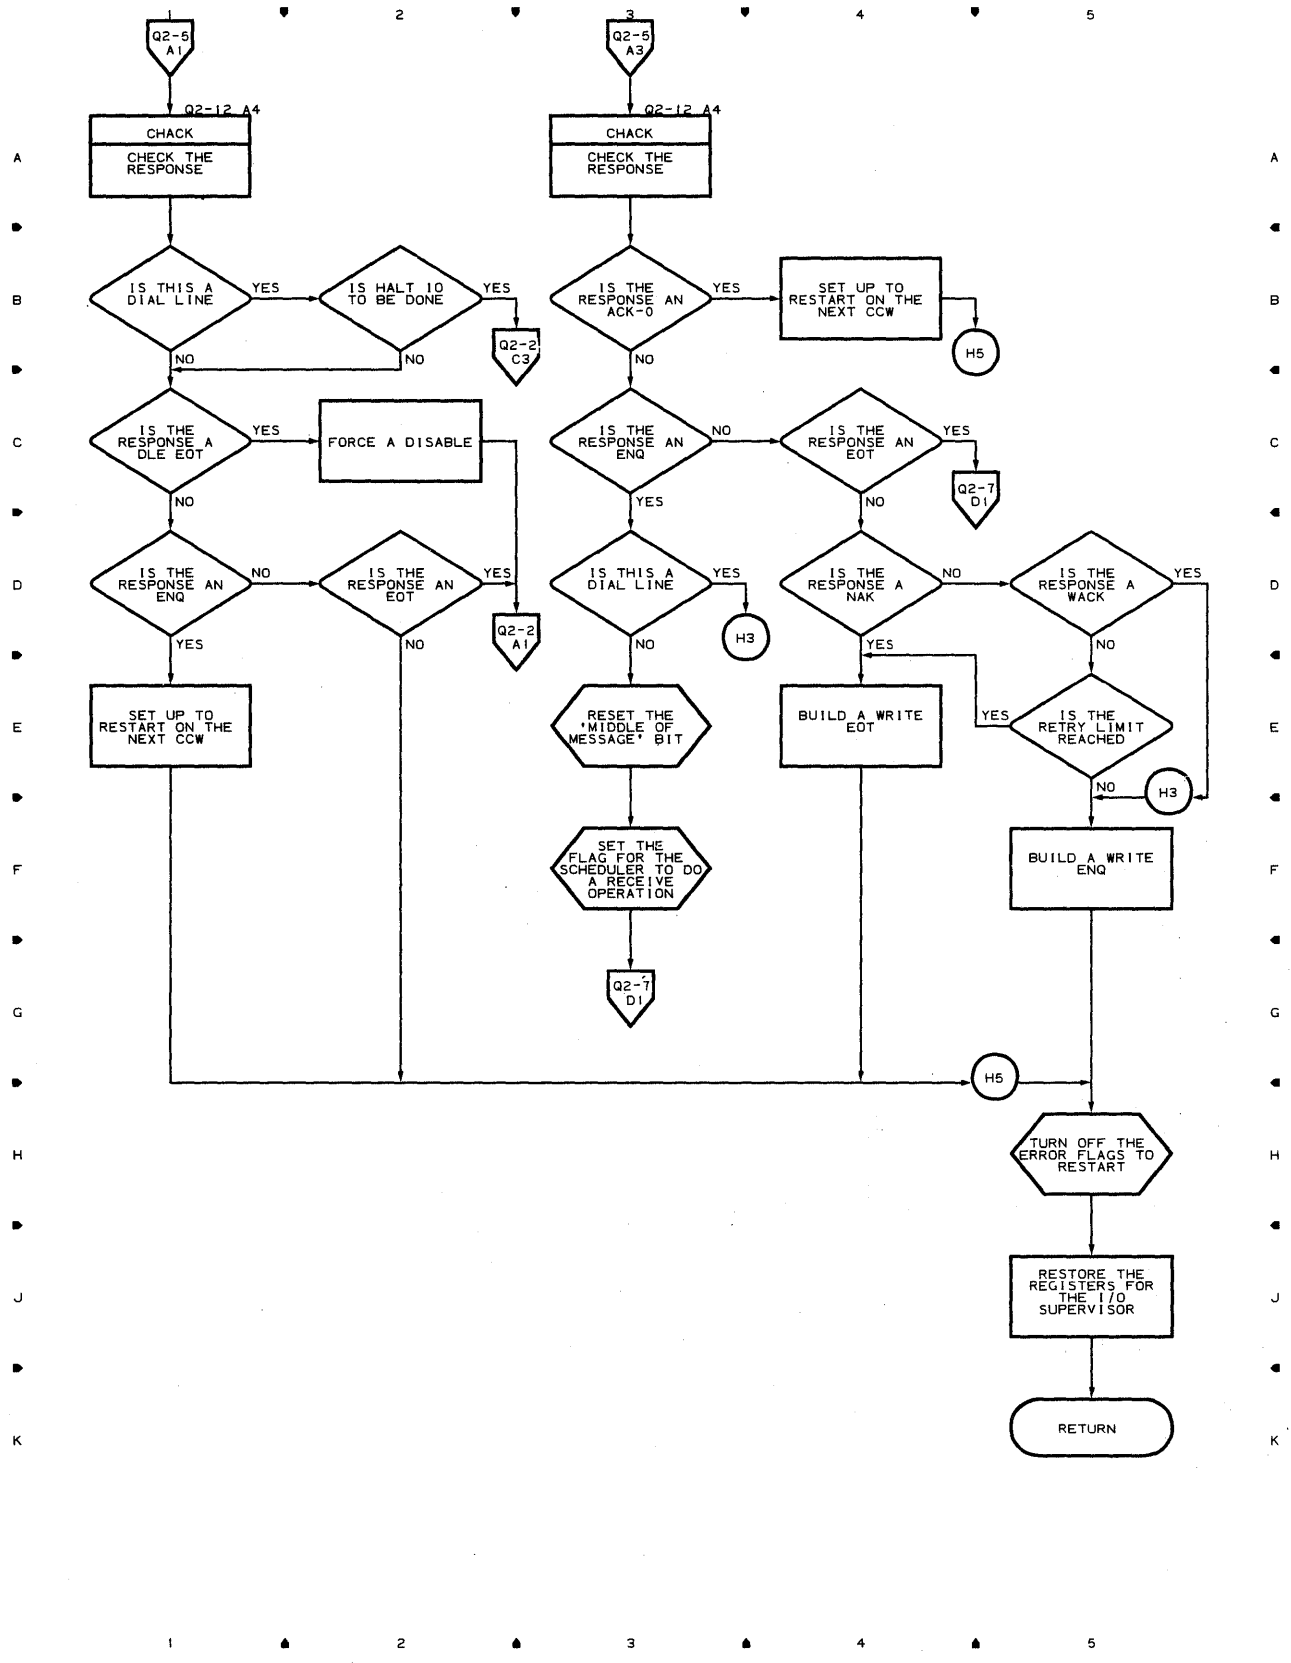 1 2 3 4 5
Q2-5
A1
Q2-5
A3
Q2-12 A4
Q2-12 A4
CHACK
CHACK
A
CHECK THE
RESPONSE
CHECK THE
RESPONSE
A
B
IS THIS A
DIAL LINE
YES
NO
IS HALT IO
TO BE DONE
YES
NO
Q2-2
C3
IS THE
RESPONSE AN
ACK-0
YES
NO
SET UP TO
RESTART ON THE
NEXT CCW
H5
B
C
IS THE
RESPONSE A
DLE EOT
YES
NO
FORCE A DISABLE
IS THE
RESPONSE AN
ENQ
NO
YES
IS THE
RESPONSE AN
EOT
YES
NO
Q2-7
D1
C
D
IS THE
RESPONSE AN
ENQ
NO
YES
IS THE
RESPONSE AN
EOT
YES
NO
Q2-2
A1
IS THIS A
DIAL LINE
YES
NO
H3
IS THE
RESPONSE A
NAK
NO
YES
IS THE
RESPONSE A
WACK
YES
NO
D
E
SET UP TO
RESTART ON THE
NEXT CCW
RESET THE
'MIDDLE OF
MESSAGE' BIT
BUILD A WRITE
EOT
YES
IS THE
RETRY LIMIT
REACHED
NO
H3
E
F
SET THE
FLAG FOR THE
SCHEDULER TO DO
A RECEIVE
OPERATION
BUILD A WRITE
ENQ
F
G
Q2-7
D1
G
H5
H
TURN OFF THE
ERROR FLAGS TO
RESTART
H
J
RESTORE THE
REGISTERS FOR
THE I/O
SUPERVISOR
J
K
RETURN
K
1 2 3 4 5